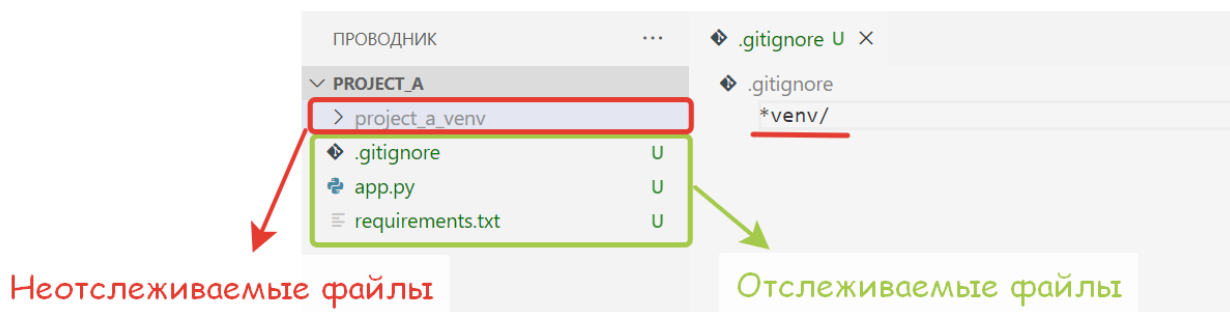 ПРОВОДНИК ...
PROJECT_A
project_a_venv
.gitignore U
app.py U
requirements.txt U
.gitignore U ×
.gitignore
*venv/
Неотслеживаемые файлы
Отслеживаемые файлы